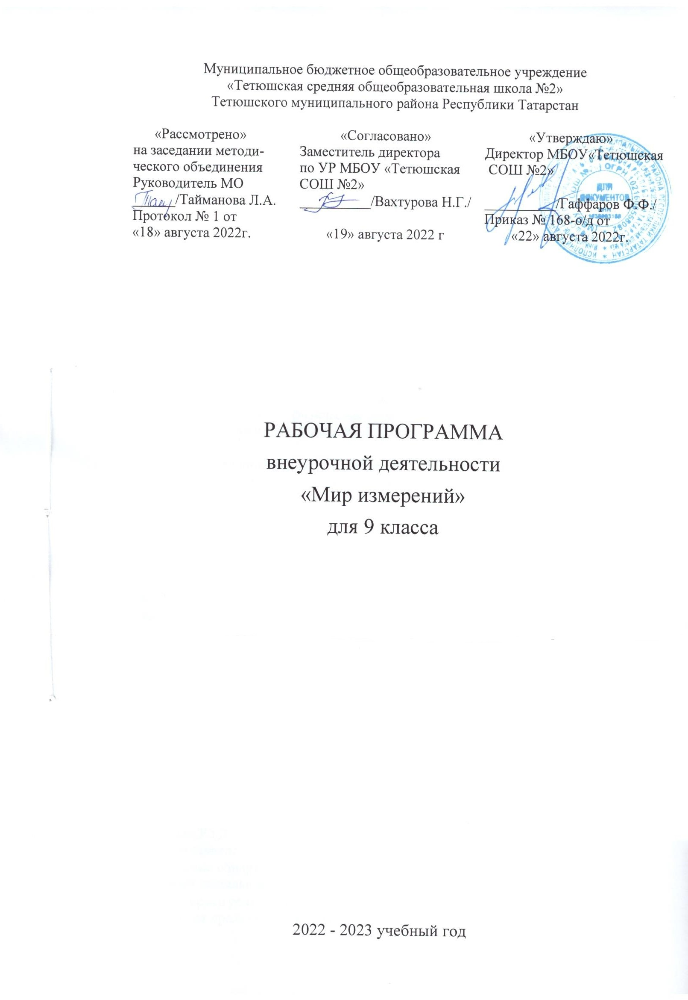 Муниципальное бюджетное общеобразовательное учреждение
«Тетюшская средняя общеобразовательная школа №2»
Тетюшского муниципального района Республики Татарстан
«Рассмотрено»
на заседании методи-
ческого объединения
Руководитель МО
/Тайманова Л.А.
Протокол № 1 от
«18» августа 2022г.
«Согласовано»
Заместитель директора
по УР МБОУ «Тетюшская
СОШ №2»
/Вахтурова Н.Г./
«19» августа 2022 г
«Утверждаю»
Директор МБОУ«Тетюшская
СОШ №2»
/Гаффаров Ф.Ф./
Приказ № 168-о/д от
«22» августа 2022г.
ДЛЯ
ДОКУМЕНТОВ
РАБОЧАЯ ПРОГРАММА
внеурочной деятельности
«Мир измерений»
для 9 класса
2022 - 2023 учебный год